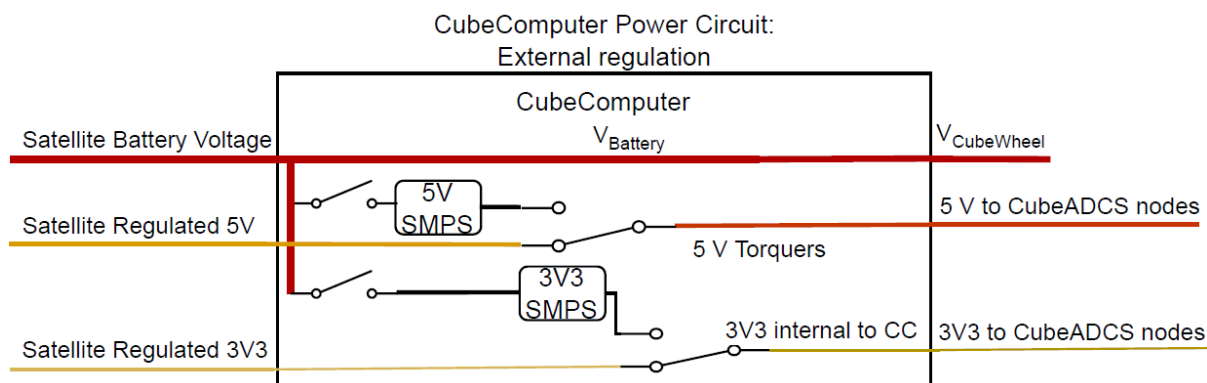 CubeComputer Power Circuit:
External regulation
CubeComputer
Satellite Battery Voltage
VBattery
VCubeWheel
5V
SMPS
Satellite Regulated 5V
5 V to CubeADCS nodes
5 V Torquers
3V3
SMPS
3V3 internal to CC
3V3 to CubeADCS nodes
Satellite Regulated 3V3